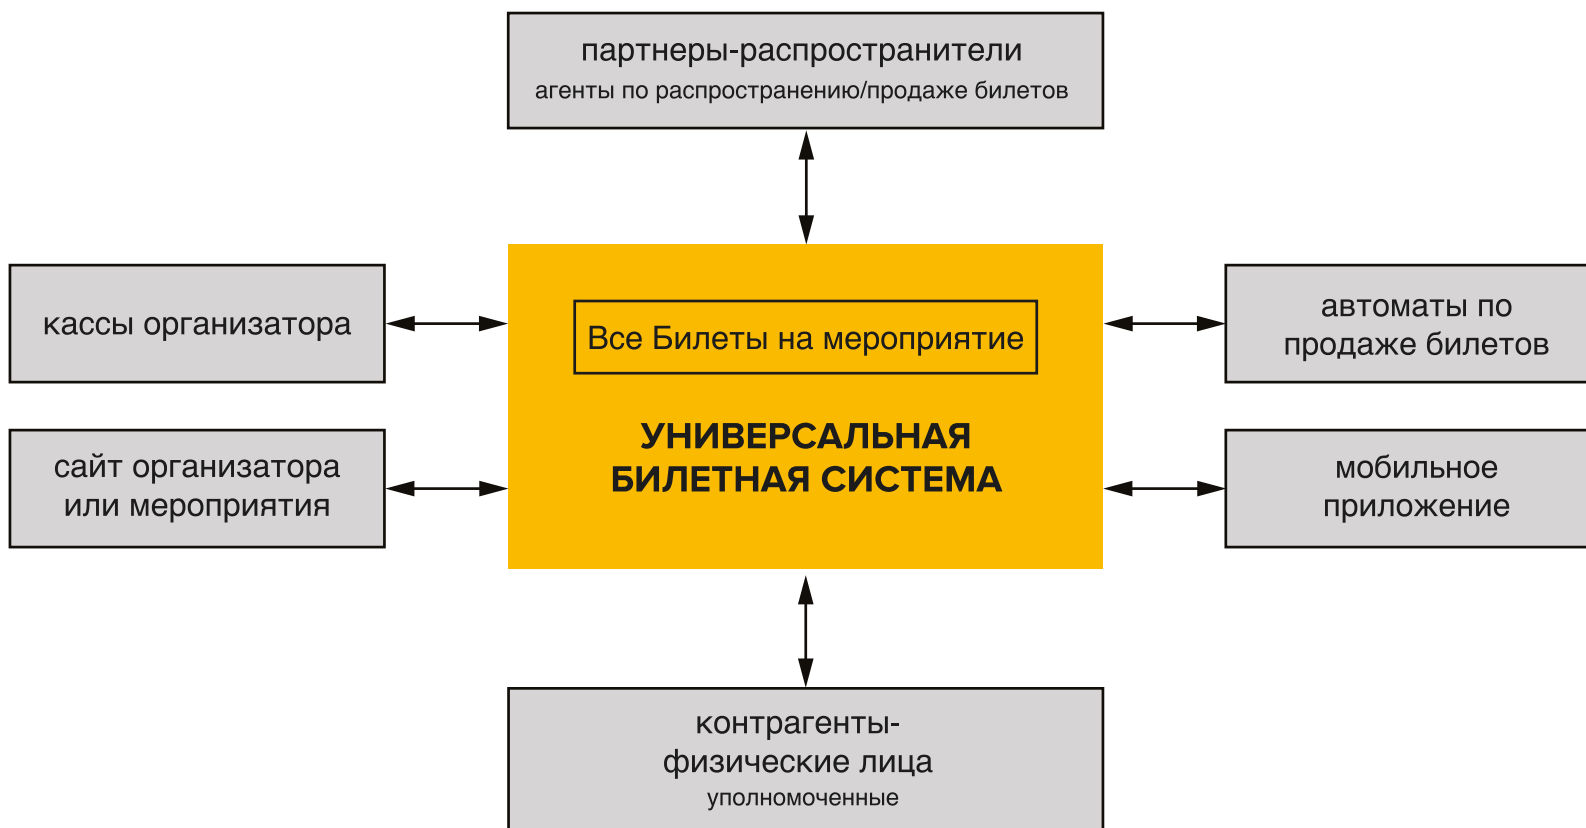 партнеры-распространители
агенты по распространению/продаже билетов
кассы организатора
Все Билеты на мероприятие
автоматы по
продаже билетов
УНИВЕРСАЛЬНАЯ
БИЛЕТНАЯ СИСТЕМА
сайт организатора
или мероприятия
мобильное
приложение
контрагенты-
физические лица
уполномоченные